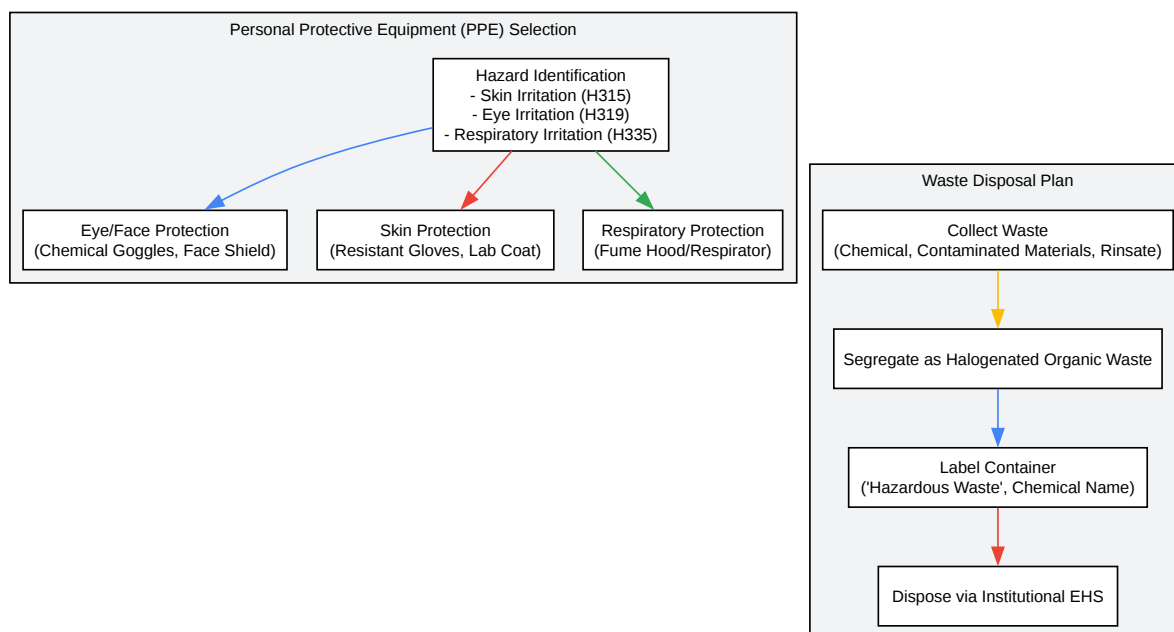 Personal Protective Equipment (PPE) Selection
Hazard Identification
- Skin Irritation (H315)
- Eye Irritation (H319)
- Respiratory Irritation (H335)
Eye/Face Protection
(Chemical Goggles, Face Shield)
Skin Protection
(Resistant Gloves, Lab Coat)
Respiratory Protection
(Fume Hood/Respirator)
Waste Disposal Plan
Collect Waste
(Chemical, Contaminated Materials, Rinsate)
Segregate as Halogenated Organic Waste
Label Container
('Hazardous Waste', Chemical Name)
Dispose via Institutional EHS